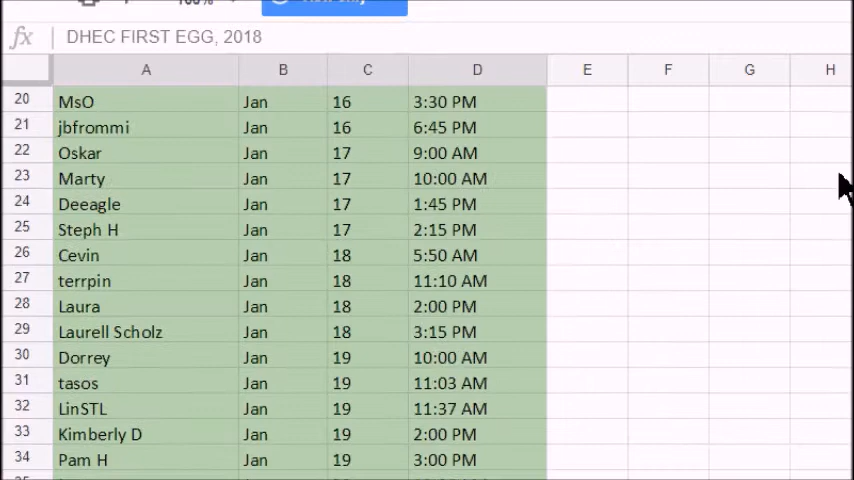 100%
fx DHEC FIRST EGG, 2018
A B C D E F G H
20 MsO Jan 16 3:30 PM
21 jbfrommi Jan 16 6:45 PM
22 Oskar Jan 17 9:00 AM
23 Marty Jan 17 10:00 AM
24 Deeagle Jan 17 1:45 PM
25 Steph H Jan 17 2:15 PM
26 Cevin Jan 18 5:50 AM
27 terrpin Jan 18 11:10 AM
28 Laura Jan 18 2:00 PM
29 Laurell Scholz Jan 18 3:15 PM
30 Dorrey Jan 19 10:00 AM
31 tasos Jan 19 11:03 AM
32 LinSTL Jan 19 11:37 AM
33 Kimberly D Jan 19 2:00 PM
34 Pam H Jan 19 3:00 PM